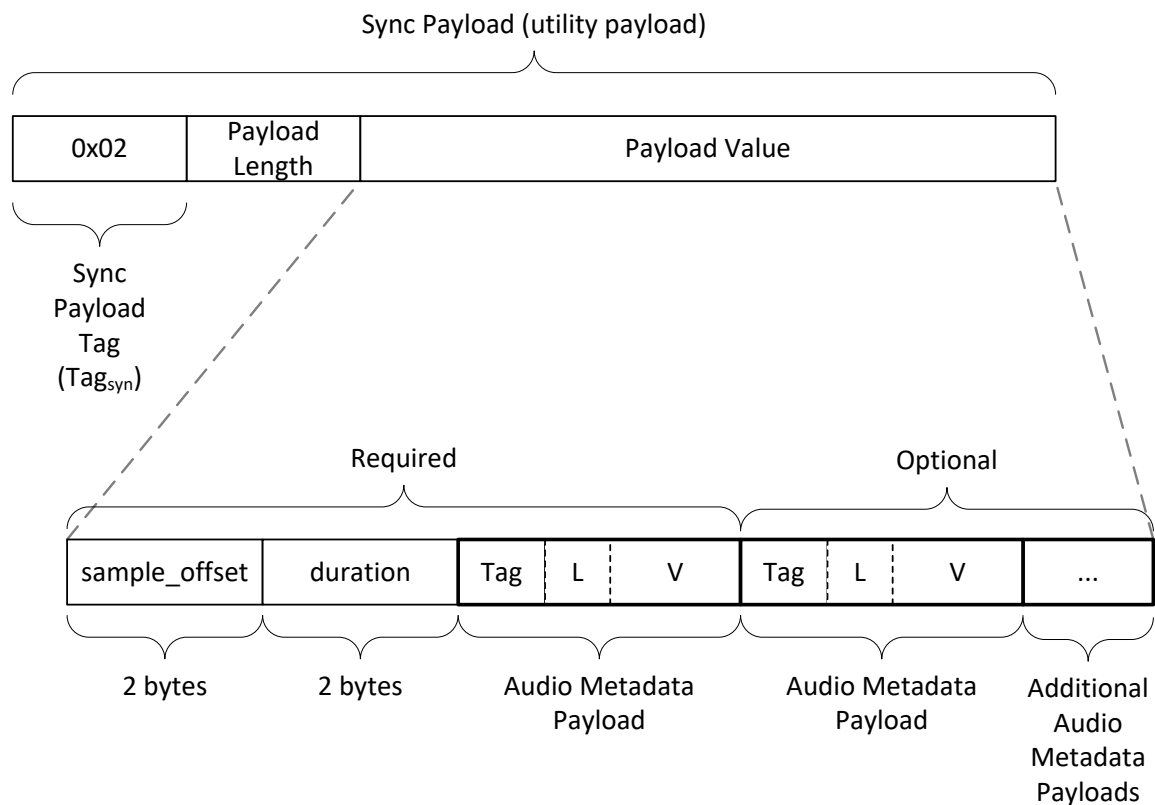 Sync Payload (utility payload)
0x02
Payload
Length
Payload Value
Sync
Payload
Tag
(Tagsyn)
Required
Optional
sample_offset
duration
Tag
L
V
Tag
L
V
...
2 bytes
2 bytes
Audio Metadata
Payload
Audio Metadata
Payload
Additional
Audio
Metadata
Payloads